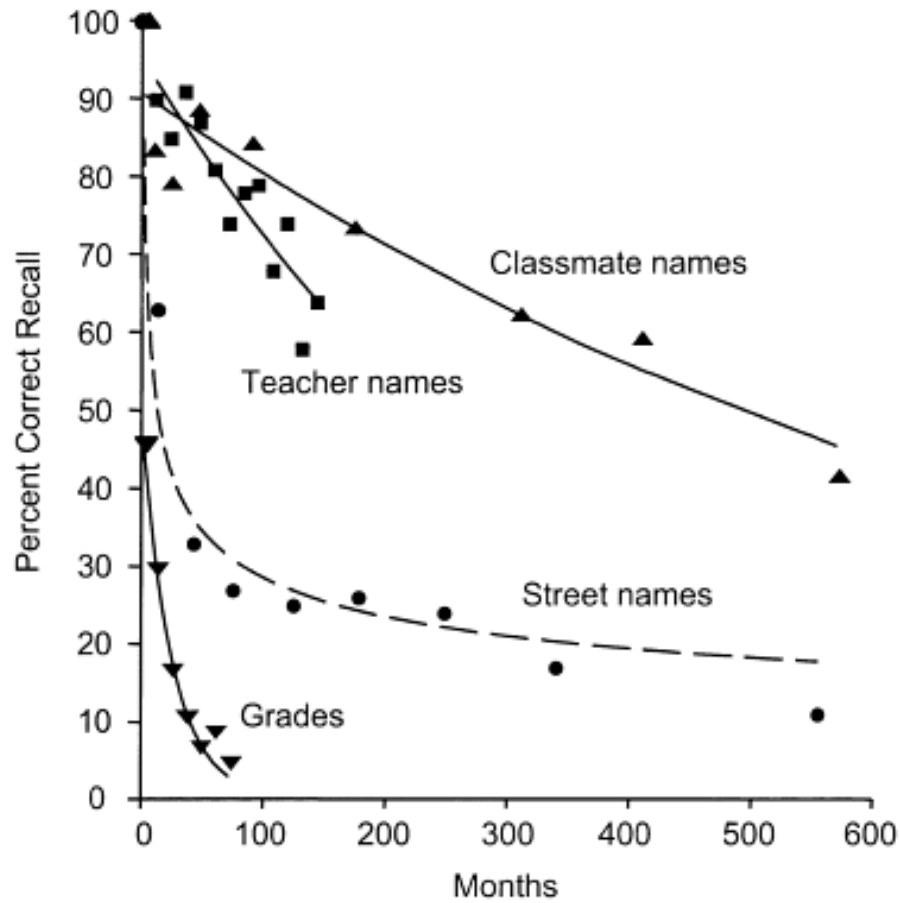 100
90
80
70
60
50
40
30
20
10
0
Percent Correct Recall
Classmate names
Teacher names
Street names
Grades
0 100 200 300 400 500 600
Months